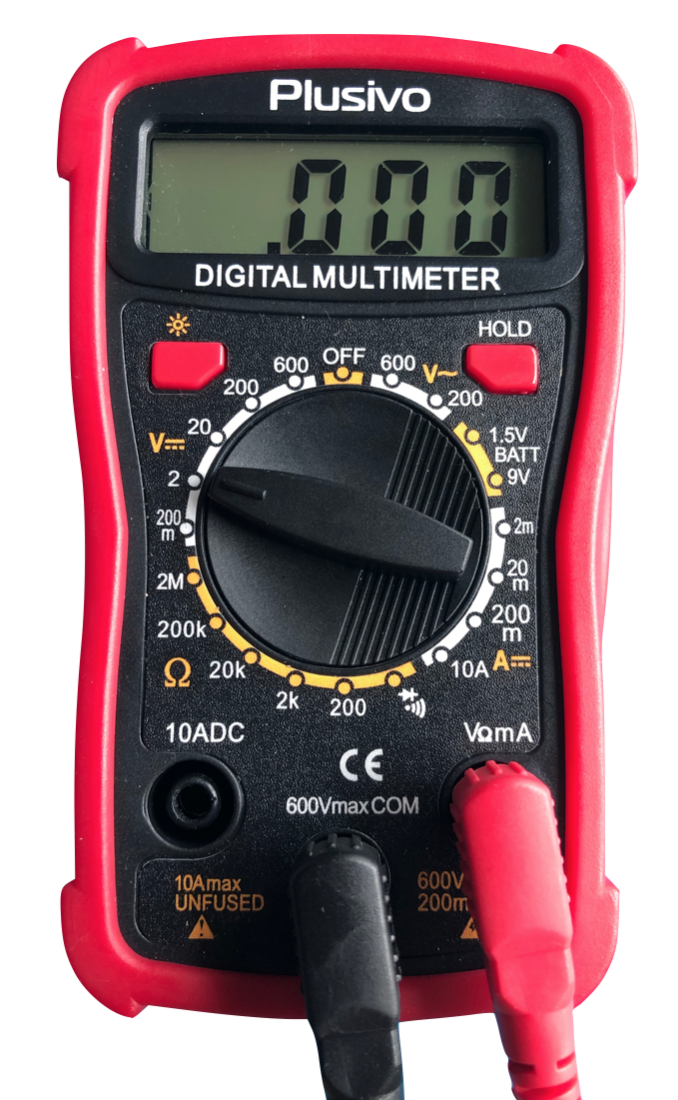 Plusivo
.000
DIGITAL MULTIMETER
HOLD
OFF
600
600
V~
200
200
20
1.5V
BATT
V⎓
2
9V
200
m
2m
2M
20
m
200k
200
m
Ω
20k
10A
A⎓
2k
200
10ADC
VΩmA
CE
600Vmax COM
10Amax
UNFUSED
600V
200m